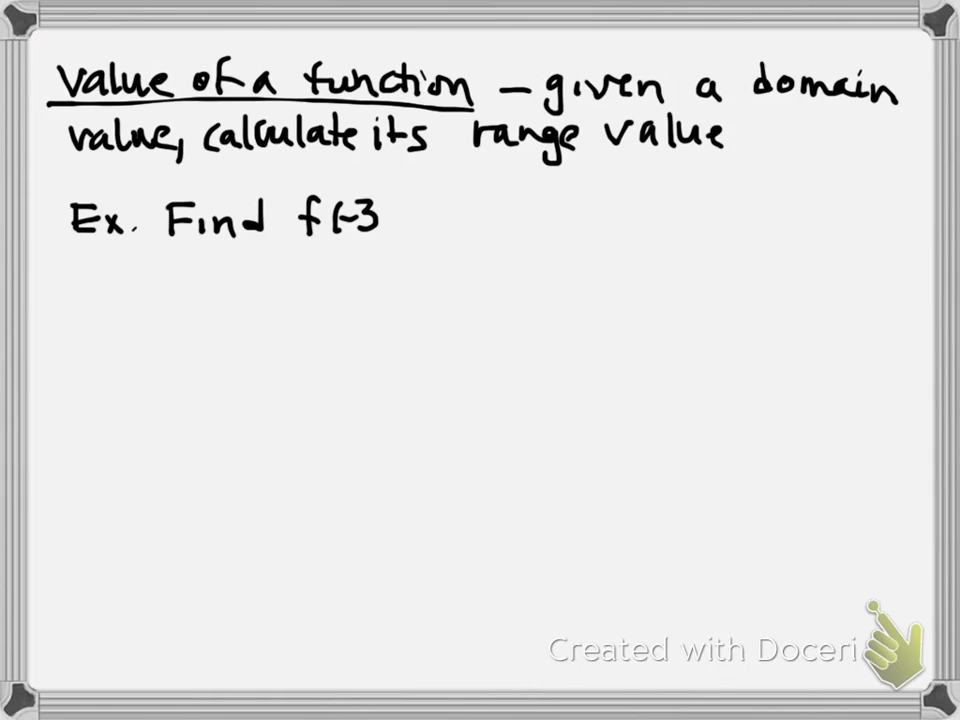 value of a function – given a domain
value, calculate its range value
Ex. Find f(-3
Created with Doceri